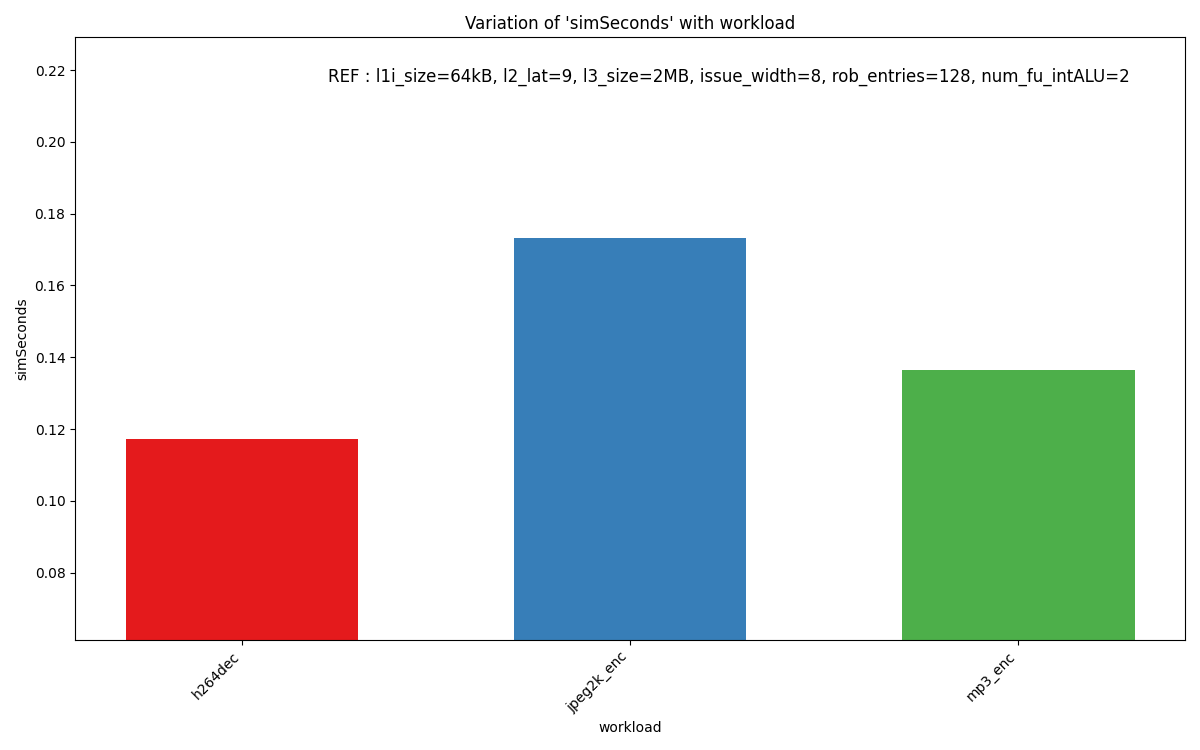 Variation of 'simSeconds' with workload
REF : l1i_size=64kB, l2_lat=9, l3_size=2MB, issue_width=8, rob_entries=128, num_fu_intALU=2
simSeconds
0.22
0.20
0.18
0.16
0.14
0.12
0.10
0.08
h264dec
jpeg2k_enc
mp3_enc
workload